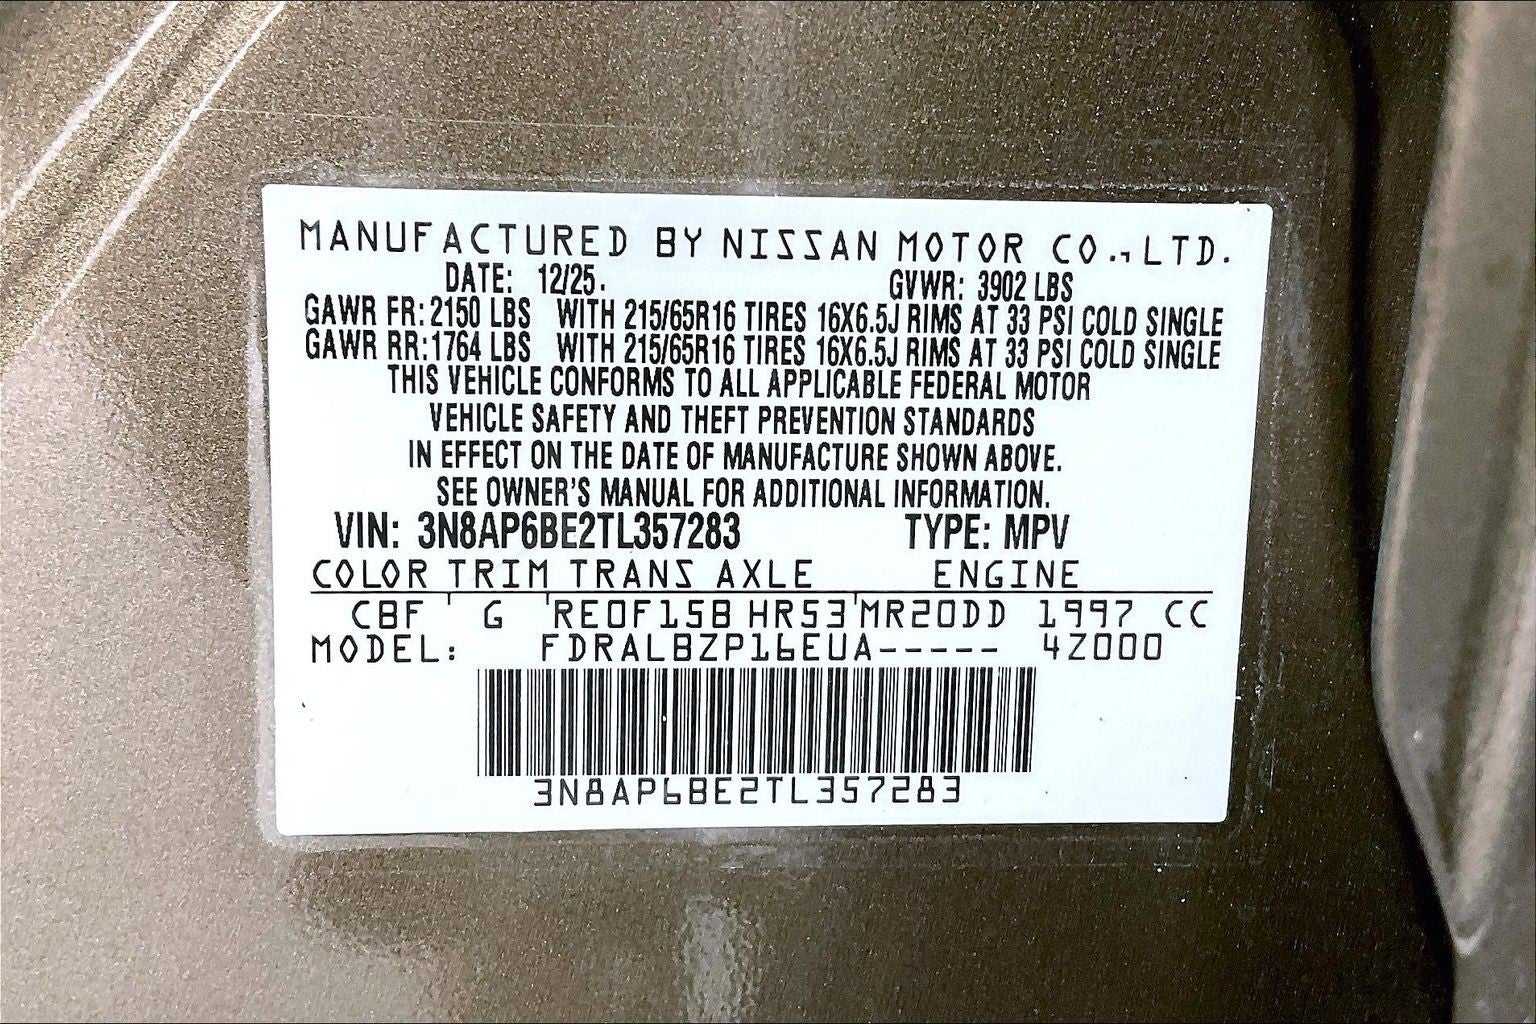 MANUFACTURED BY NISSAN MOTOR CO., LTD.
DATE: 12/25. GVWR: 3902 LBS
GAWR FR: 2150 LBS WITH 215/65R16 TIRES 16X6.5J RIMS AT 33 PSI COLD SINGLE
GAWR RR: 1764 LBS WITH 215/65R16 TIRES 16X6.5J RIMS AT 33 PSI COLD SINGLE
THIS VEHICLE CONFORMS TO ALL APPLICABLE FEDERAL MOTOR
VEHICLE SAFETY AND THEFT PREVENTION STANDARDS
IN EFFECT ON THE DATE OF MANUFACTURE SHOWN ABOVE.
SEE OWNER'S MANUAL FOR ADDITIONAL INFORMATION.
VIN: 3N8AP6BE2TL357283 TYPE: MPV
COLOR TRIM TRANS AXLE ENGINE
CBF G RE0F15B HR53 MR20DD 1997 CC
MODEL: FDRALBZP16EUA----- 4Z000
3N8AP6BE2TL357283